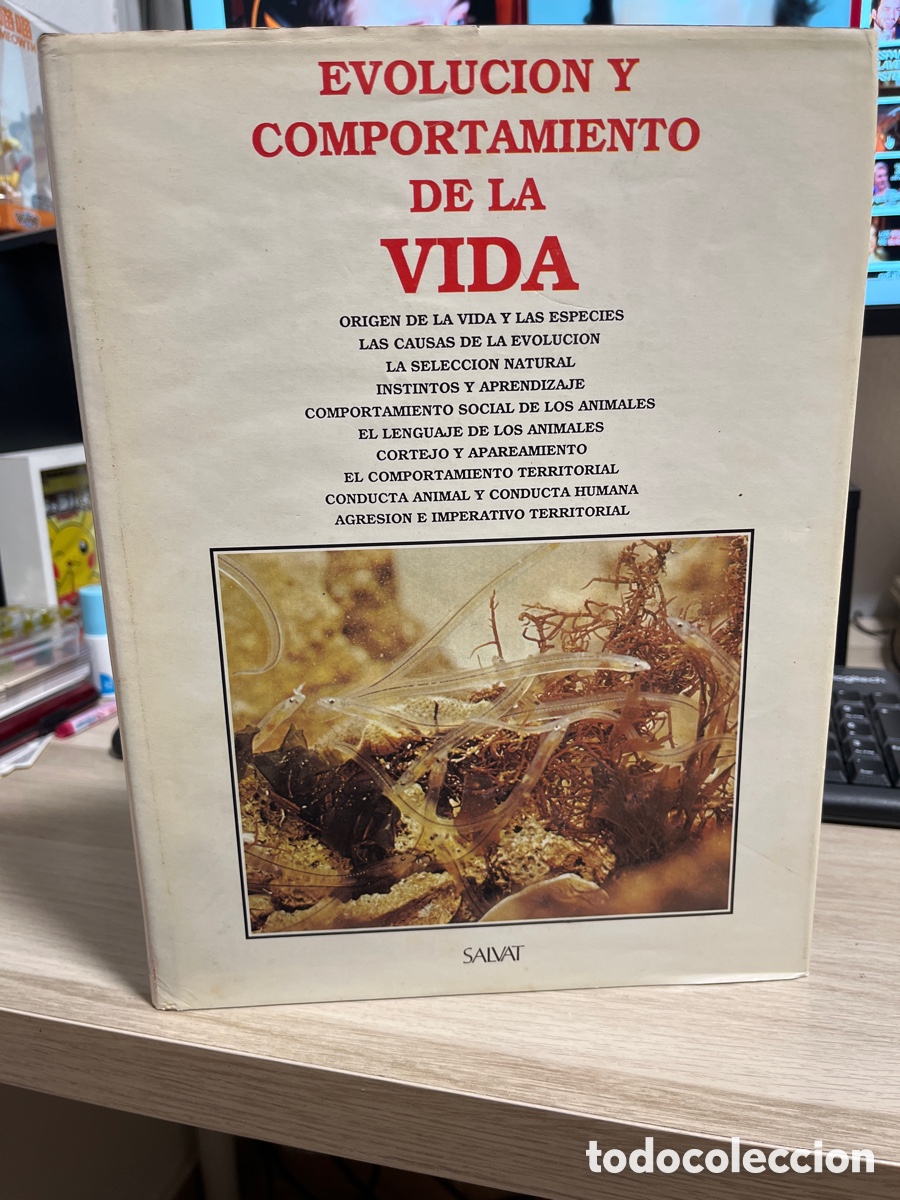 EVOLUCION Y
COMPORTAMIENTO
DE LA
VIDA
ORIGEN DE LA VIDA Y LAS ESPECIES
LAS CAUSAS DE LA EVOLUCION
LA SELECCION NATURAL
INSTINTOS Y APRENDIZAJE
COMPORTAMIENTO SOCIAL DE LOS ANIMALES
EL LENGUAJE DE LOS ANIMALES
CORTEJO Y APAREAMIENTO
EL COMPORTAMIENTO TERRITORIAL
CONDUCTA ANIMAL Y CONDUCTA HUMANA
AGRESION E IMPERATIVO TERRITORIAL
SALVAT
logitech
todocoleccion